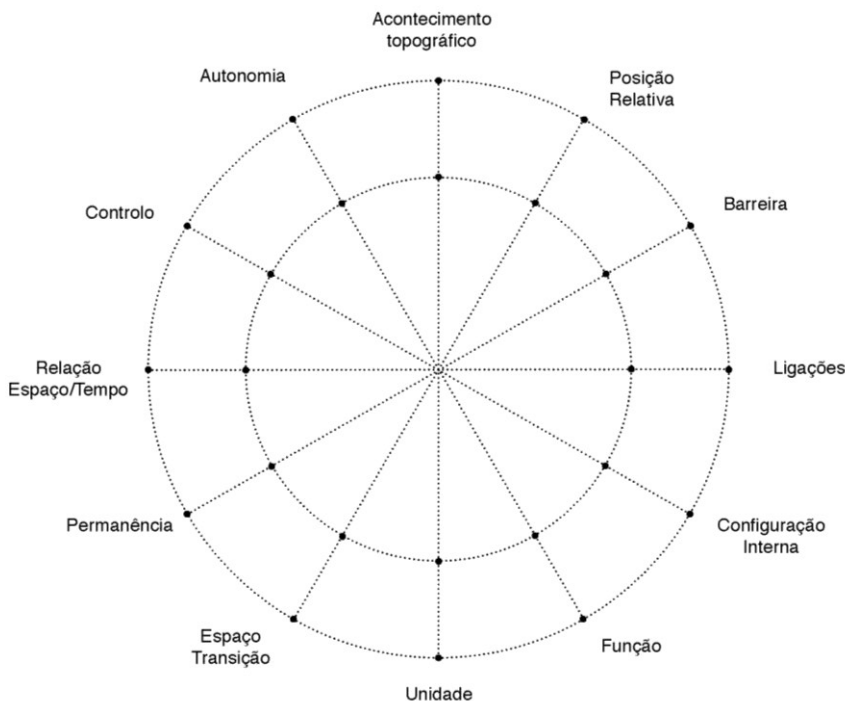 Acontecimento
topográfico
Posição
Relativa
Barreira
Ligações
Configuração
Interna
Função
Unidade
Espaço
Transição
Permanência
Relação
Espaço/Tempo
Controlo
Autonomia